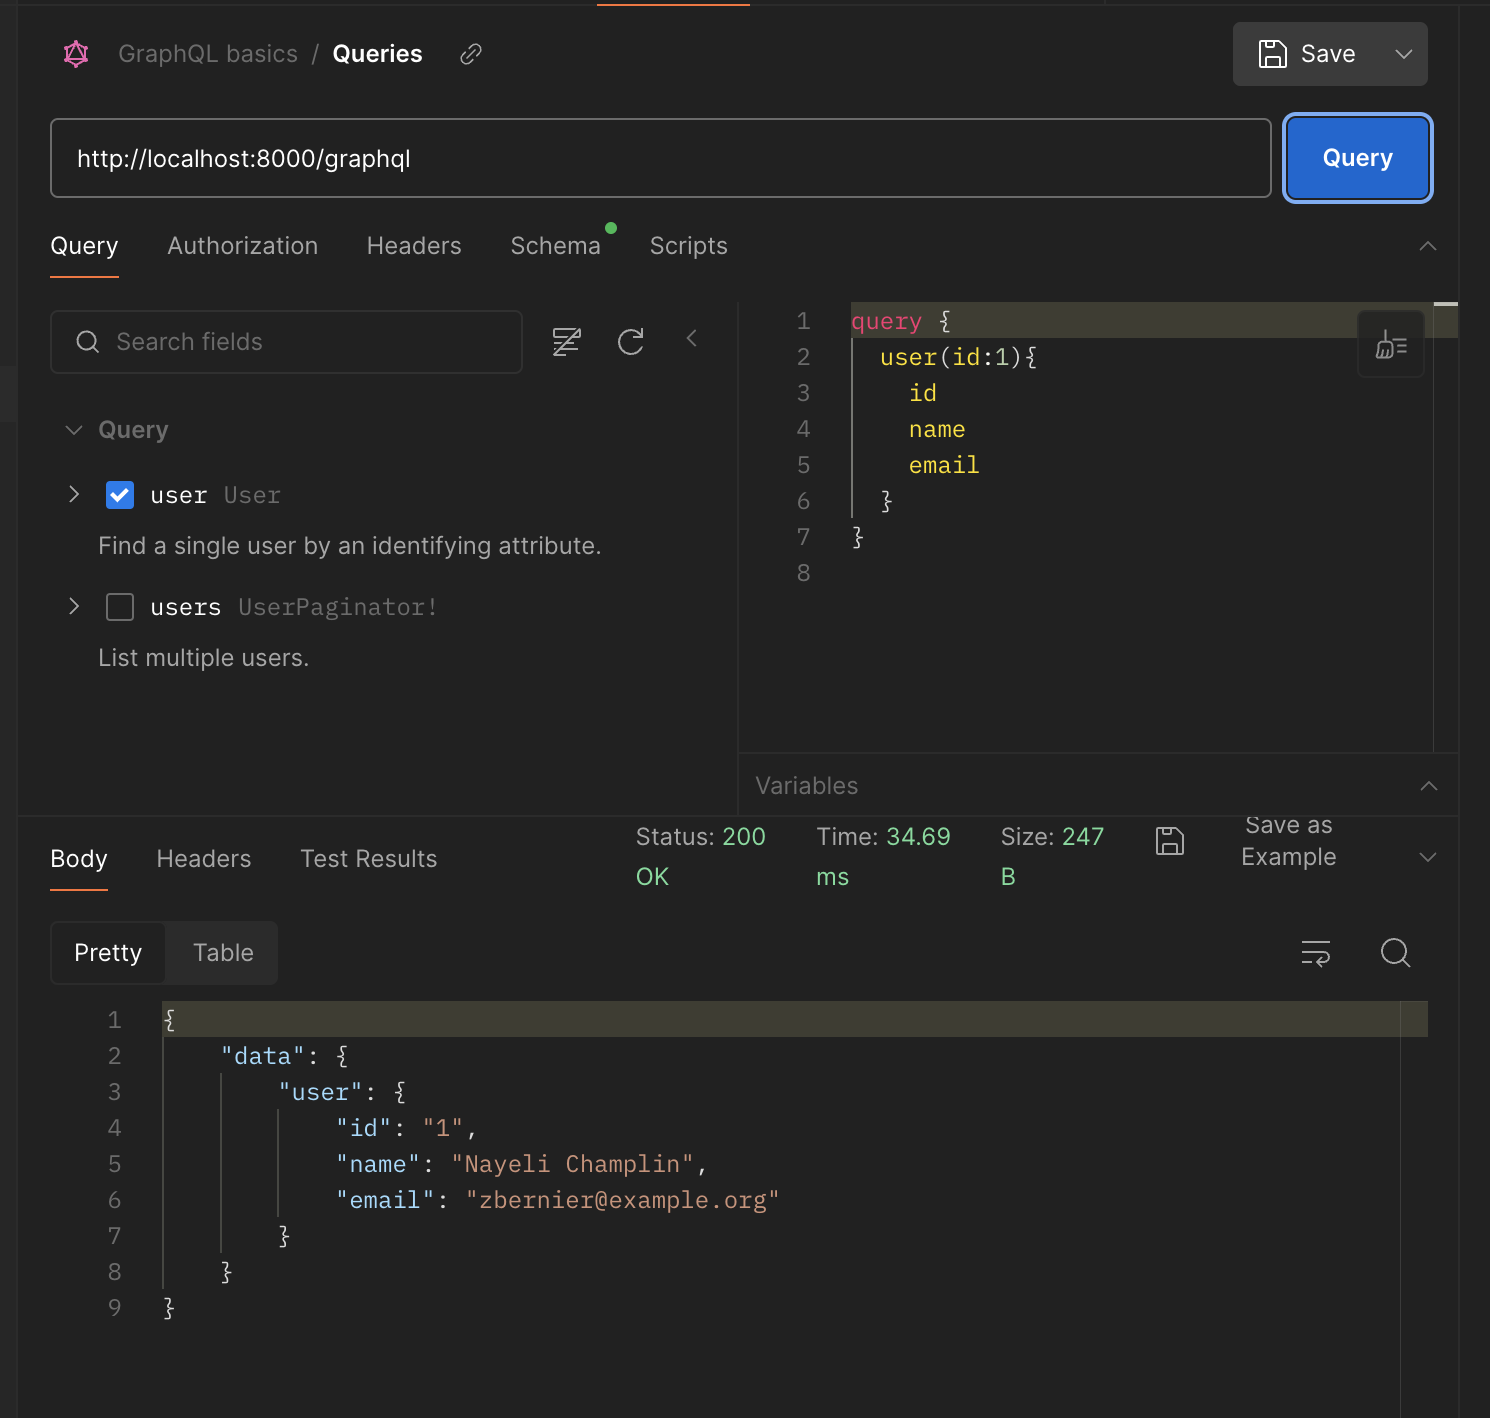 GraphQL basics / Queries
Save
http://localhost:8000/graphql
Query
Query Authorization Headers Schema Scripts
Search fields
Query
user User
Find a single user by an identifying attribute.
users UserPaginator!
List multiple users.
1 query {
2 user(id:1){
3 id
4 name
5 email
6 }
7 }
8
Variables
Body Headers Test Results
Status: 200 OK
Time: 34.69 ms
Size: 247 B
Save as
Example
Pretty Table
1 {
2 "data": {
3 "user": {
4 "id": "1",
5 "name": "Nayeli Champlin",
6 "email": "zbernier@example.org"
7 }
8 }
9 }